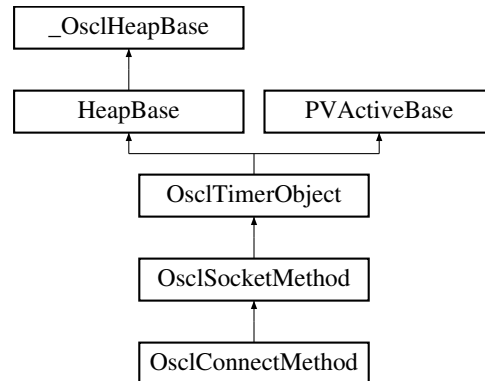 _OsclHeapBase
HeapBase
PVActiveBase
OsclTimerObject
OsclSocketMethod
OsclConnectMethod